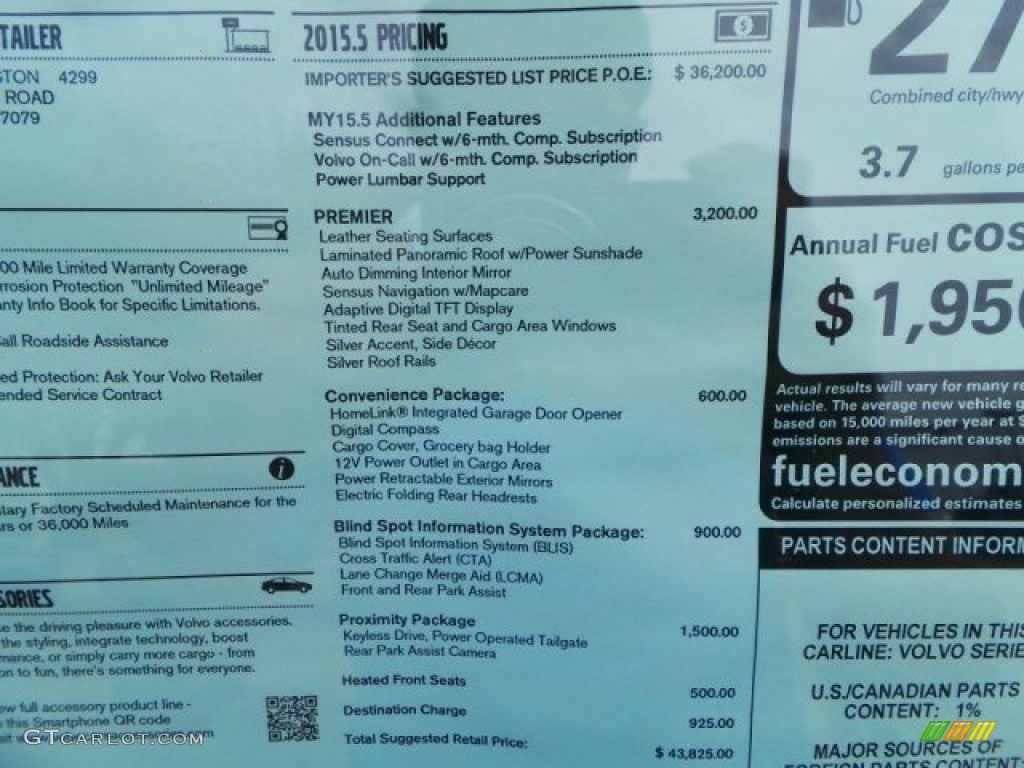 TAILER
STON 4299
ROAD
7079
00 Mile Limited Warranty Coverage
rrosion Protection "Unlimited Mileage"
nty Info Book for Specific Limitations.
all Roadside Assistance
ed Protection: Ask Your Volvo Retailer
ended Service Contract
ANCE
i
tary Factory Scheduled Maintenance for the
rs or 36,000 Miles
SORIES
e the driving pleasure with Volvo accessories.
the styling, integrate technology, boost
mance, or simply carry more cargo - from
on to fun, there's something for everyone.
ew full accessory product line -
this Smartphone QR code
GTcarlot.com
2015.5 PRICING
$
IMPORTER'S SUGGESTED LIST PRICE P.O.E.: $ 36,200.00
MY15.5 Additional Features
Sensus Connect w/6-mth. Comp. Subscription
Volvo On-Call w/6-mth. Comp. Subscription
Power Lumbar Support
PREMIER 3,200.00
Leather Seating Surfaces
Laminated Panoramic Roof w/Power Sunshade
Auto Dimming Interior Mirror
Sensus Navigation w/Mapcare
Adaptive Digital TFT Display
Tinted Rear Seat and Cargo Area Windows
Silver Accent, Side Décor
Silver Roof Rails
Convenience Package: 600.00
HomeLink® Integrated Garage Door Opener
Digital Compass
Cargo Cover, Grocery bag Holder
12V Power Outlet in Cargo Area
Power Retractable Exterior Mirrors
Electric Folding Rear Headrests
Blind Spot Information System Package: 900.00
Blind Spot Information System (BLIS)
Cross Traffic Alert (CTA)
Lane Change Merge Aid (LCMA)
Front and Rear Park Assist
Proximity Package 1,500.00
Keyless Drive, Power Operated Tailgate
Rear Park Assist Camera
Heated Front Seats 500.00
Destination Charge 925.00
Total Suggested Retail Price: $ 43,825.00
27
Combined city/hwy
3.7 gallons pe
Annual Fuel COS
$1,950
Actual results will vary for many re
vehicle. The average new vehicle g
based on 15,000 miles per year at $
emissions are a significant cause o
fueleconom
Calculate personalized estimates
PARTS CONTENT INFORM
FOR VEHICLES IN THIS
CARLINE: VOLVO SERIE
U.S./CANADIAN PARTS
CONTENT: 1%
MAJOR SOURCES OF
FOREIGN PARTS CONTENT: